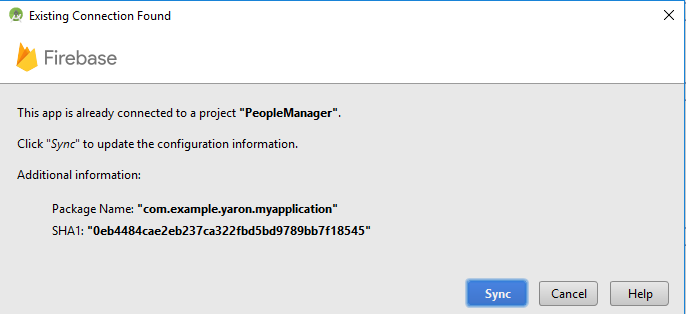 Existing Connection Found
Firebase
This app is already connected to a project "PeopleManager".
Click "Sync" to update the configuration information.
Additional information:
Package Name: "com.example.yaron.myapplication"
SHA1: "0eb4484cae2eb237ca322fbd5bd9789bb7f18545"
Sync Cancel Help